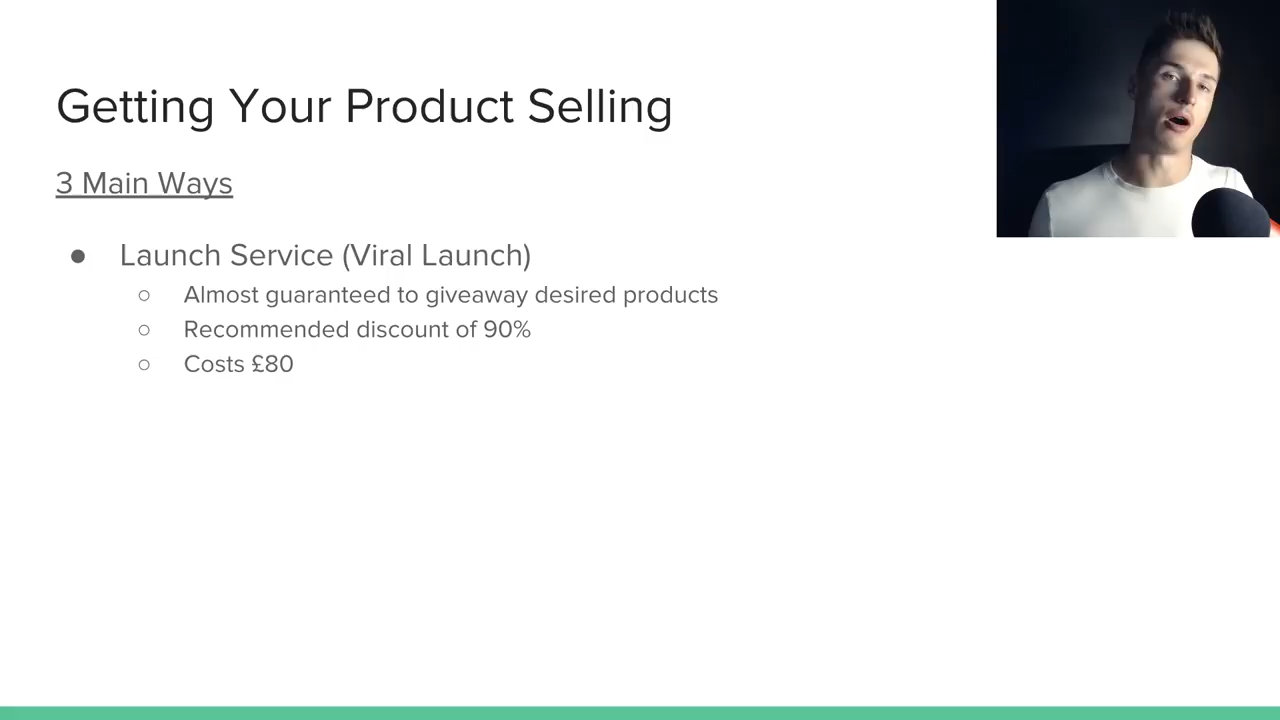 Getting Your Product Selling
3 Main Ways
● Launch Service (Viral Launch)
○ Almost guaranteed to giveaway desired products
○ Recommended discount of 90%
○ Costs £80